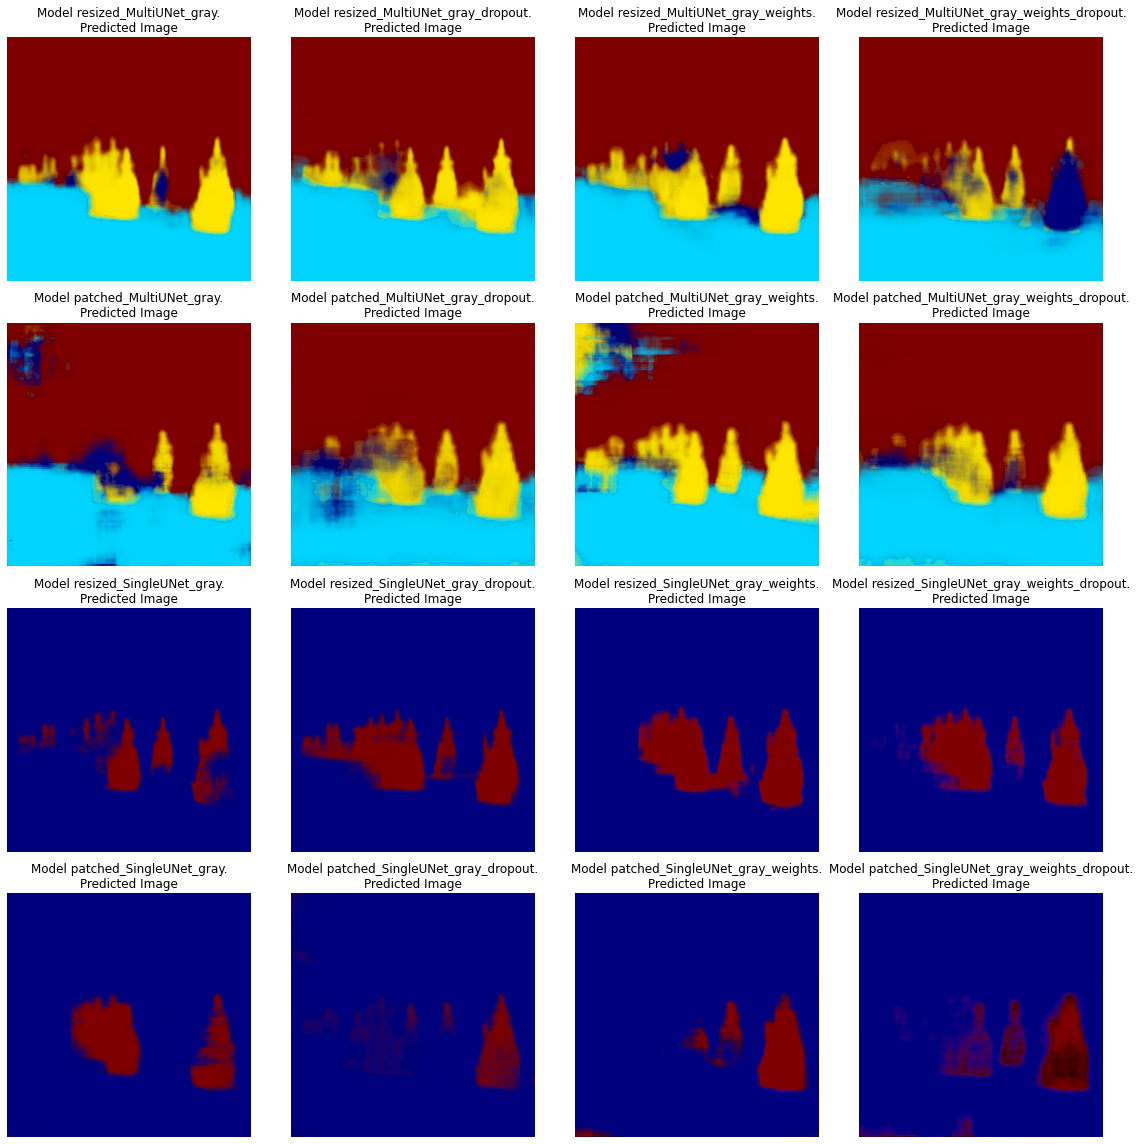 Model resized_MultiUNet_gray.
Predicted Image
Model resized_MultiUNet_gray_dropout.
Predicted Image
Model resized_MultiUNet_gray_weights.
Predicted Image
Model resized_MultiUNet_gray_weights_dropout.
Predicted Image
Model patched_MultiUNet_gray.
Predicted Image
Model patched_MultiUNet_gray_dropout.
Predicted Image
Model patched_MultiUNet_gray_weights.
Predicted Image
Model patched_MultiUNet_gray_weights_dropout.
Predicted Image
Model resized_SingleUNet_gray.
Predicted Image
Model resized_SingleUNet_gray_dropout.
Predicted Image
Model resized_SingleUNet_gray_weights.
Predicted Image
Model resized_SingleUNet_gray_weights_dropout.
Predicted Image
Model patched_SingleUNet_gray.
Predicted Image
Model patched_SingleUNet_gray_dropout.
Predicted Image
Model patched_SingleUNet_gray_weights.
Predicted Image
Model patched_SingleUNet_gray_weights_dropout.
Predicted Image